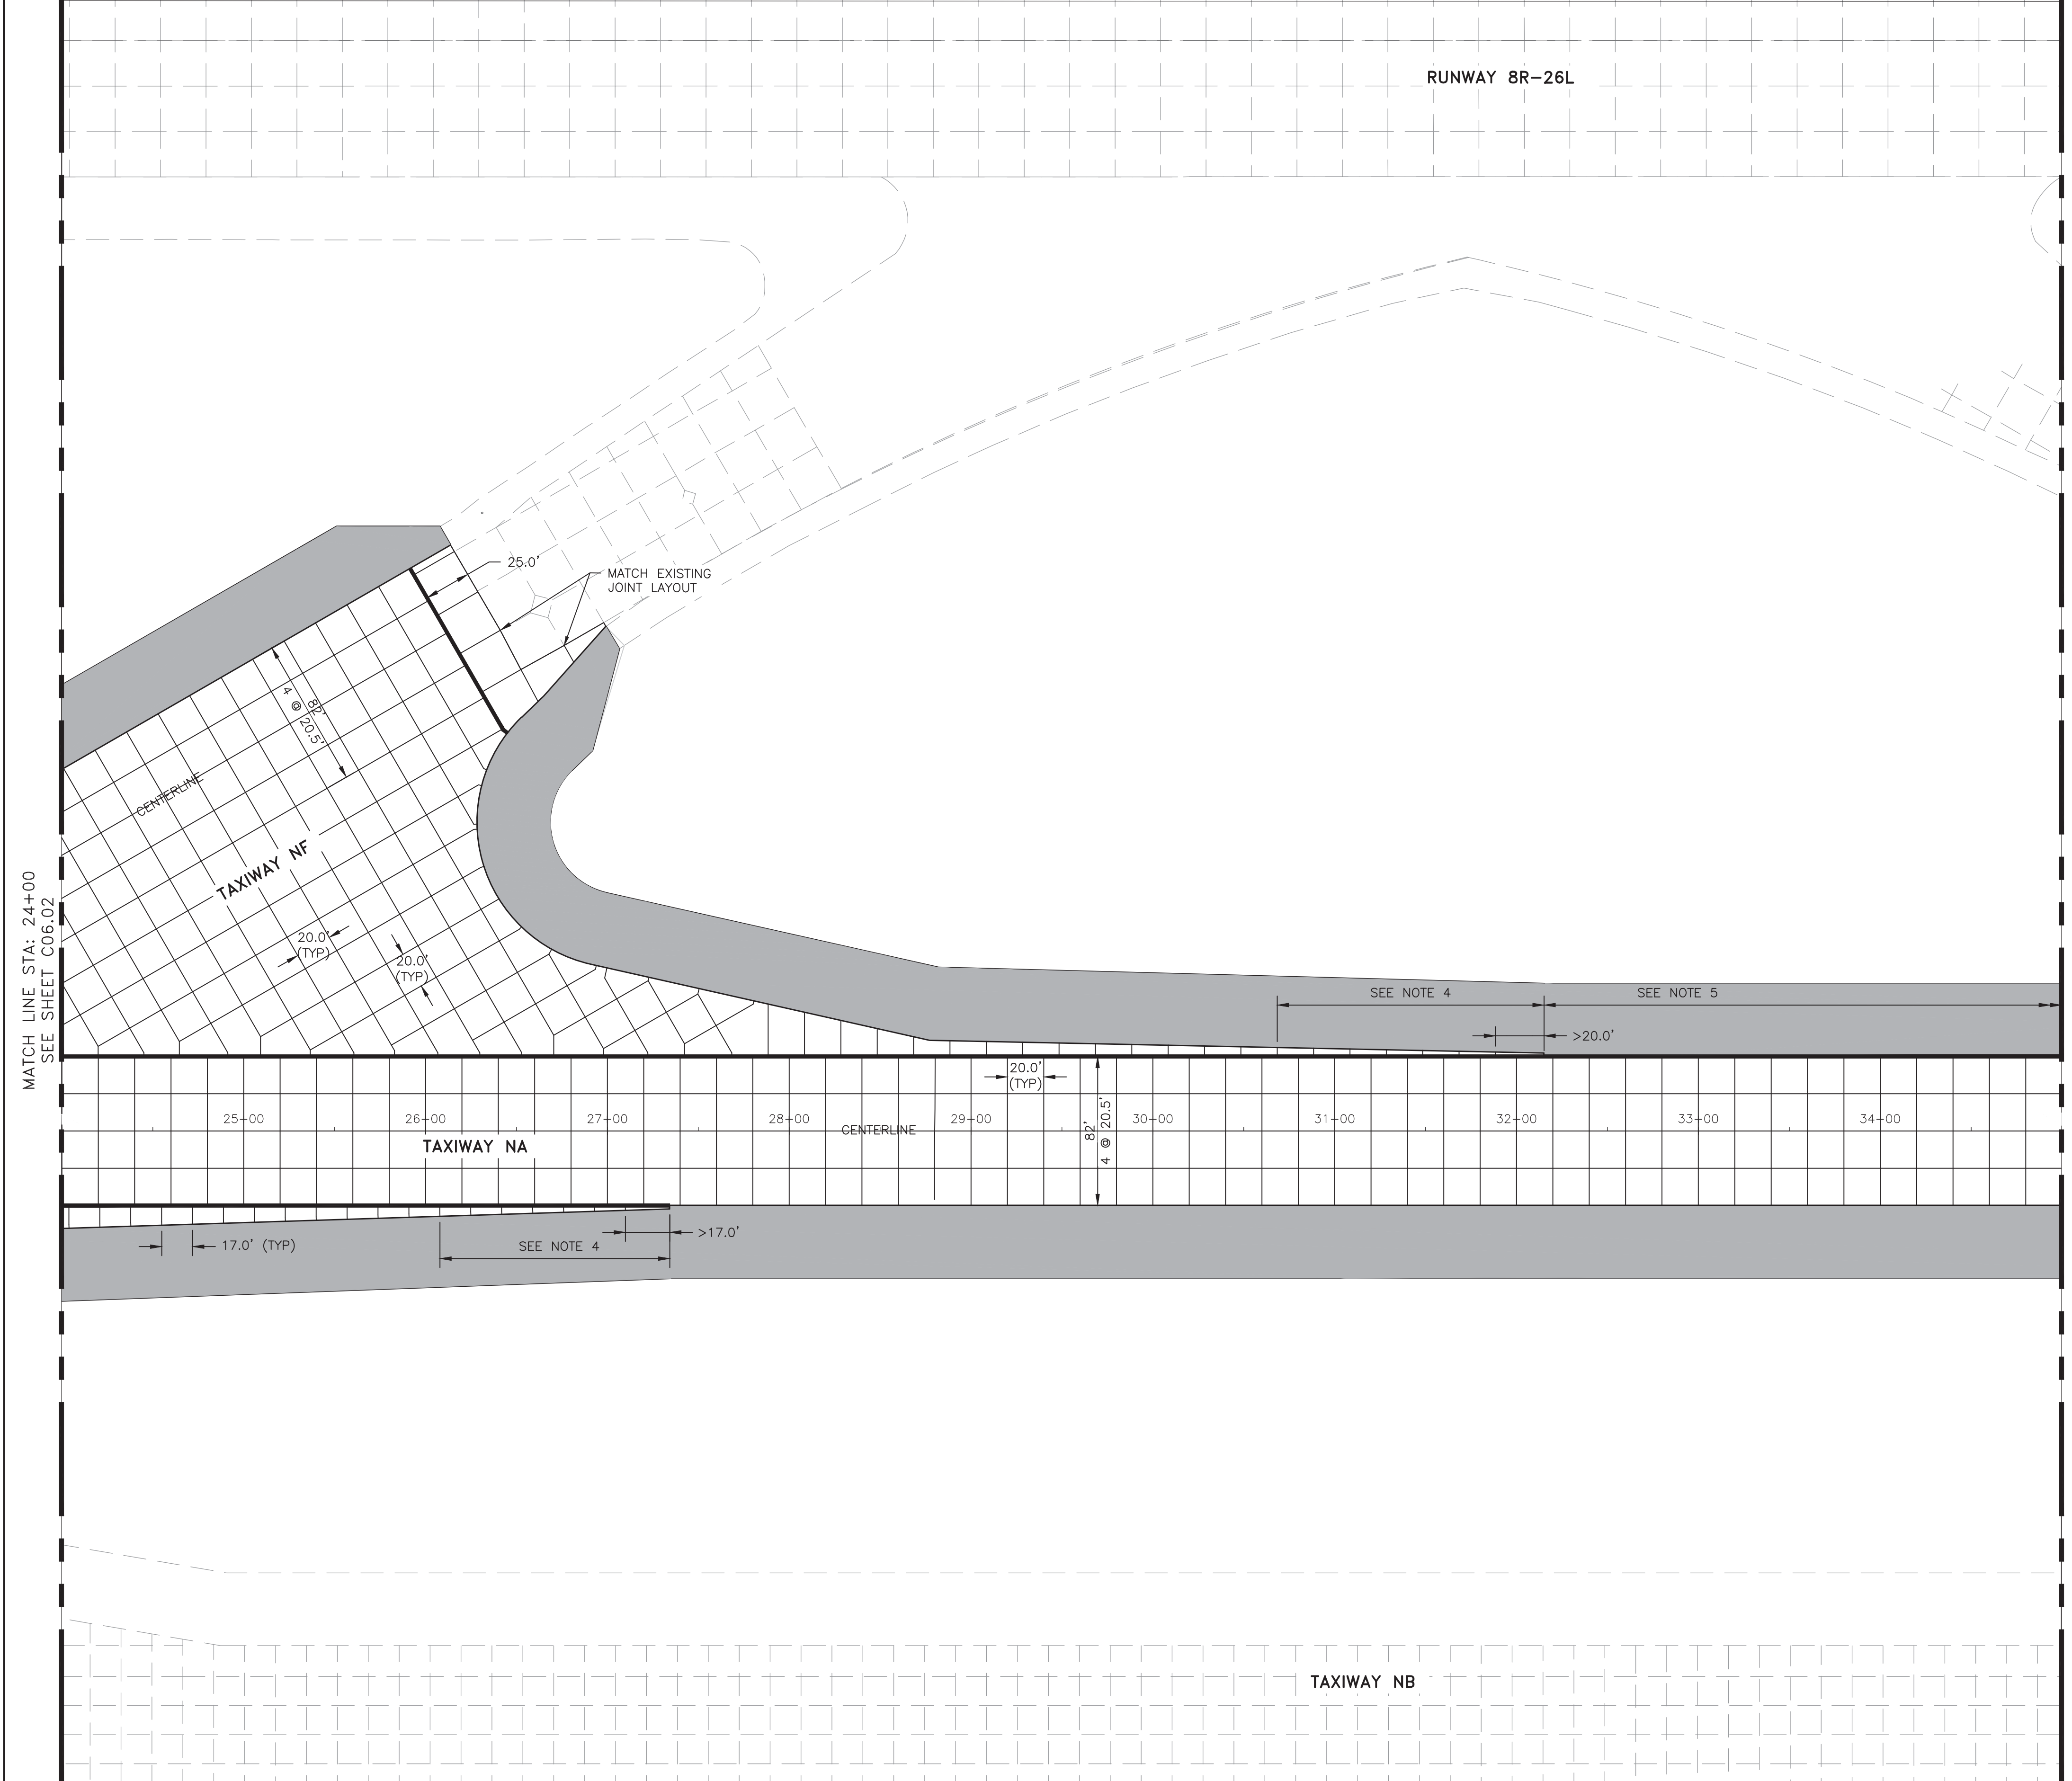 RUNWAY 8R-26L
25.0'
MATCH EXISTING
JOINT LAYOUT
82'
4 @ 20.5'
CENTERLINE
TAXIWAY NF
MATCH LINE STA: 24+00
SEE SHEET C06.02
20.0'
(TYP)
20.0'
(TYP)
SEE NOTE 4
SEE NOTE 5
>20.0'
20.0'
(TYP)
25+00
26+00
27+00
28+00
29+00
30+00
31+00
32+00
33+00
34+00
CENTERLINE
82'
4 @ 20.5'
TAXIWAY NA
>17.0'
17.0' (TYP)
SEE NOTE 4
TAXIWAY NB